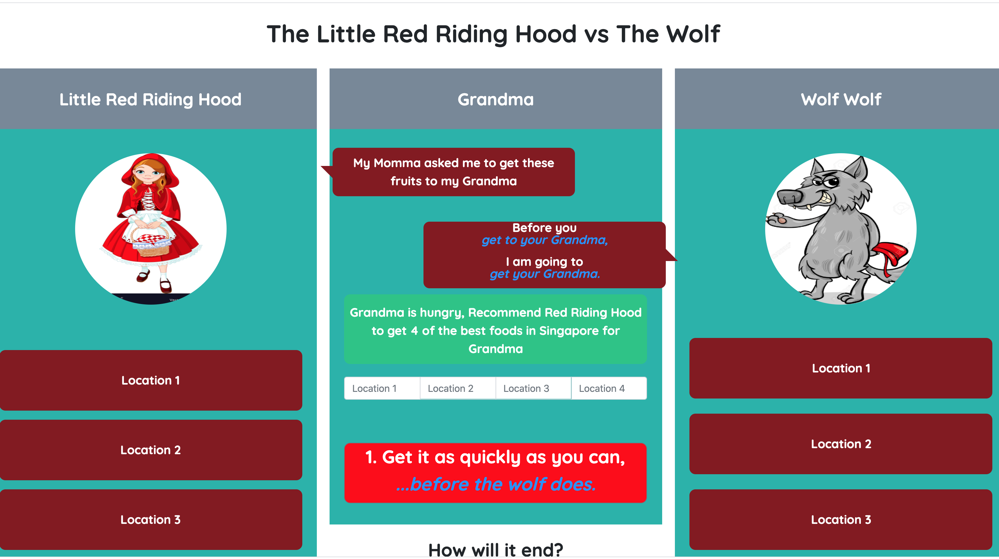 The Little Red Riding Hood vs The Wolf
Little Red Riding Hood
Grandma
Wolf Wolf
My Momma asked me to get these
fruits to my Grandma
Before you
get to your Grandma,
I am going to
get your Grandma.
Grandma is hungry, Recommend Red Riding Hood
to get 4 of the best foods in Singapore for
Grandma
Location 1
Location 2
Location 3
Location 1
Location 2
Location 3
Location 4
1. Get it as quickly as you can,
...before the wolf does.
Location 1
Location 2
Location 3
How will it end?